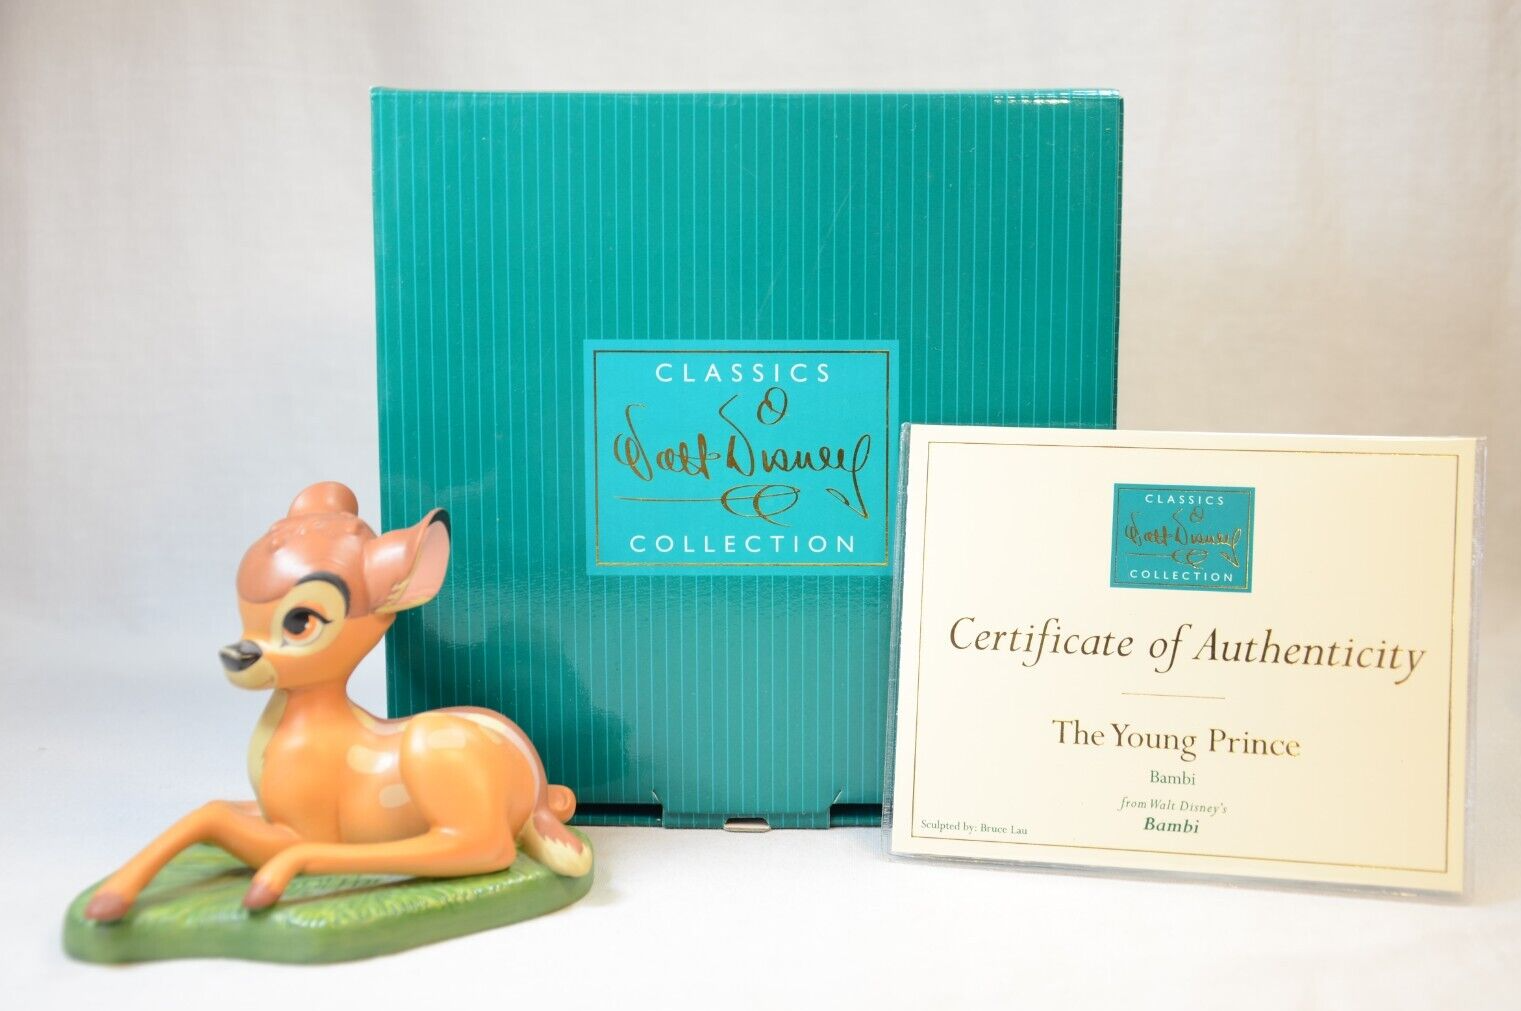 CLASSICS
Walt Disney
COLLECTION
CLASSICS
Walt Disney
COLLECTION
Certificate of Authenticity
The Young Prince
Bambi
from Walt Disney's
Bambi
Sculpted by: Bruce Lau